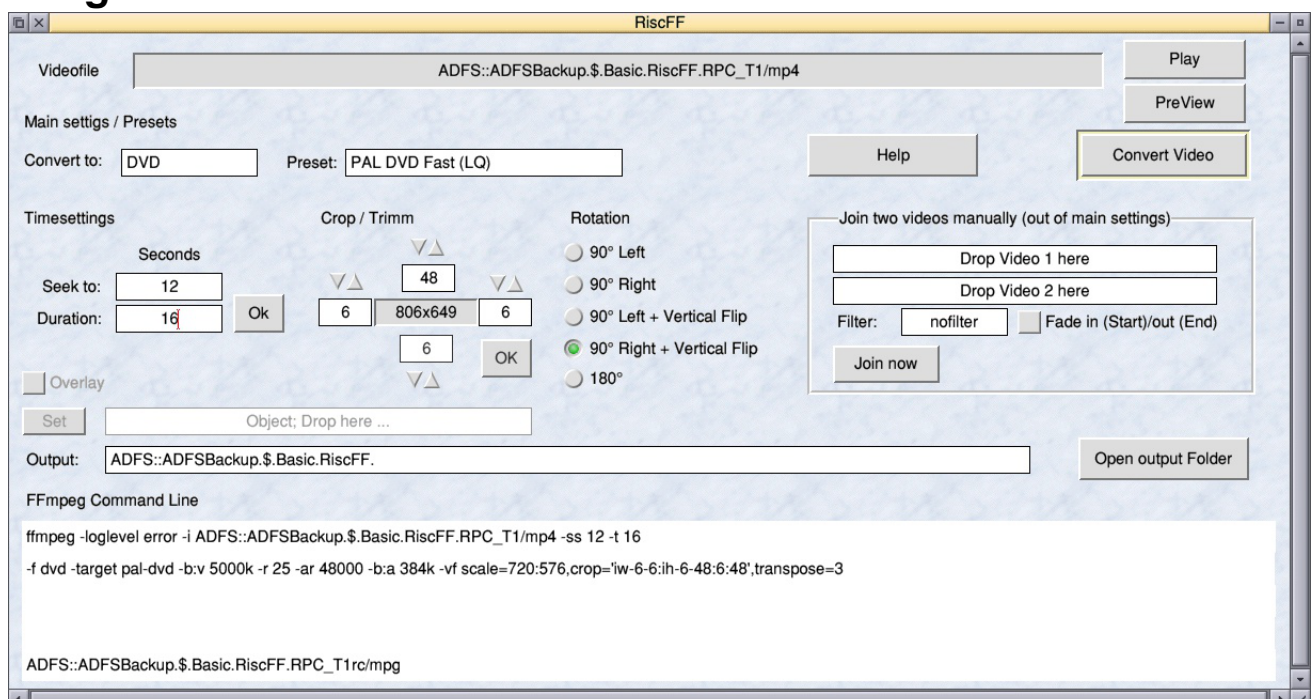 RiscFF
Videofile
ADFS::ADFSBackup.$.Basic.RiscFF.RPC_T1/mp4
Play
PreView
Main settigs / Presets
Convert to:
DVD
Preset:
PAL DVD Fast (LQ)
Help
Convert Video
Timesettings
Crop / Trimm
Rotation
Join two videos manually (out of main settings)
Seconds
Seek to:
12
Duration:
16
Ok
48
6
806x649
6
6
OK
90° Left
90° Right
90° Left + Vertical Flip
90° Right + Vertical Flip
180°
Drop Video 1 here
Drop Video 2 here
Filter:
nofilter
Fade in (Start)/out (End)
Join now
Overlay
Set
Object; Drop here ...
Output:
ADFS::ADFSBackup.$.Basic.RiscFF.
Open output Folder
FFmpeg Command Line
ffmpeg -loglevel error -i ADFS::ADFSBackup.$.Basic.RiscFF.RPC_T1/mp4 -ss 12 -t 16
-f dvd -target pal-dvd -b:v 5000k -r 25 -ar 48000 -b:a 384k -vf scale=720:576,crop='iw-6-6:ih-6-48:6:48',transpose=3
ADFS::ADFSBackup.$.Basic.RiscFF.RPC_T1rc/mpg